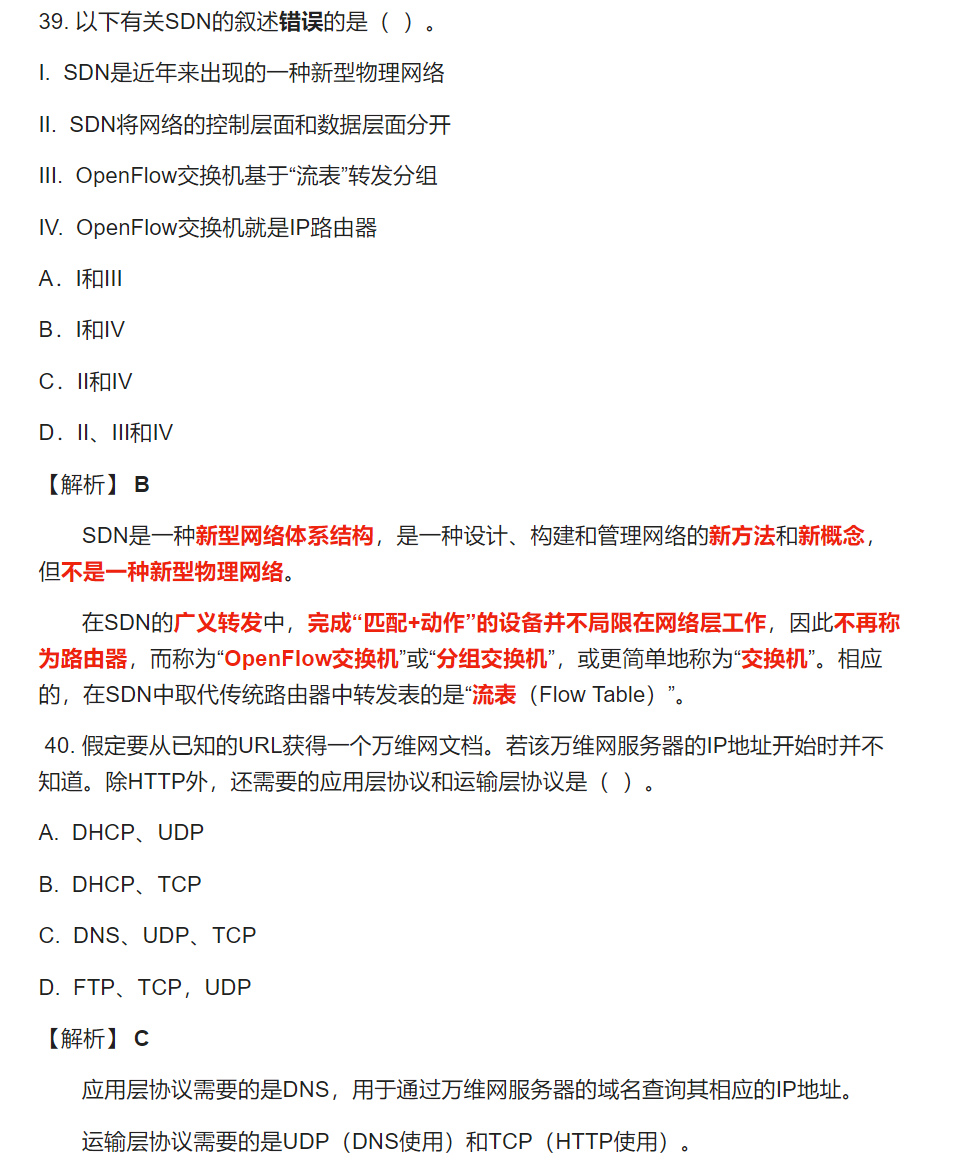 39. 以下有关SDN的叙述错误的是（ ）。
I. SDN是近年来出现的一种新型物理网络
II. SDN将网络的控制层面和数据层面分开
III. OpenFlow交换机基于“流表”转发分组
IV. OpenFlow交换机就是IP路由器
A．I和III
B．I和IV
C．II和IV
D．II、III和IV
【解析】 B
SDN是一种新型网络体系结构，是一种设计、构建和管理网络的新方法和新概念，
但不是一种新型物理网络。
在SDN的广义转发中，完成“匹配+动作”的设备并不局限在网络层工作，因此不再称
为路由器，而称为“OpenFlow交换机”或“分组交换机”，或更简单地称为“交换机”。相应
的，在SDN中取代传统路由器中转发表的是“流表（Flow Table）”。
40. 假定要从已知的URL获得一个万维网文档。若该万维网服务器的IP地址开始时并不
知道。除HTTP外，还需要的应用层协议和运输层协议是（ ）。
A. DHCP、UDP
B. DHCP、TCP
C. DNS、UDP、TCP
D. FTP、TCP，UDP
【解析】 C
应用层协议需要的是DNS，用于通过万维网服务器的域名查询其相应的IP地址。
运输层协议需要的是UDP（DNS使用）和TCP（HTTP使用）。